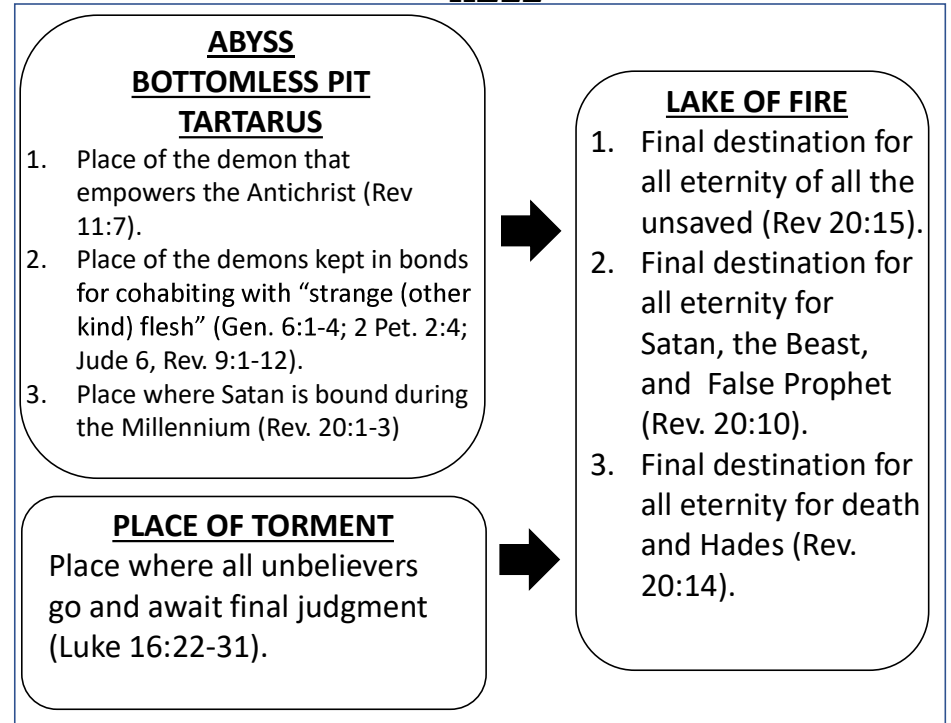 ABYSS
BOTTOMLESS PIT
TARTARUS
1. Place of the demon that
empowers the Antichrist (Rev
11:7).
2. Place of the demons kept in bonds
for cohabiting with “strange (other
kind) flesh” (Gen. 6:1-4; 2 Pet. 2:4;
Jude 6, Rev. 9:1-12).
3. Place where Satan is bound during
the Millennium (Rev. 20:1-3)
PLACE OF TORMENT
Place where all unbelievers
go and await final judgment
(Luke 16:22-31).
LAKE OF FIRE
1. Final destination for
all eternity of all the
unsaved (Rev 20:15).
2. Final destination for
all eternity for
Satan, the Beast,
and False Prophet
(Rev. 20:10).
3. Final destination for
all eternity for death
and Hades (Rev.
20:14).